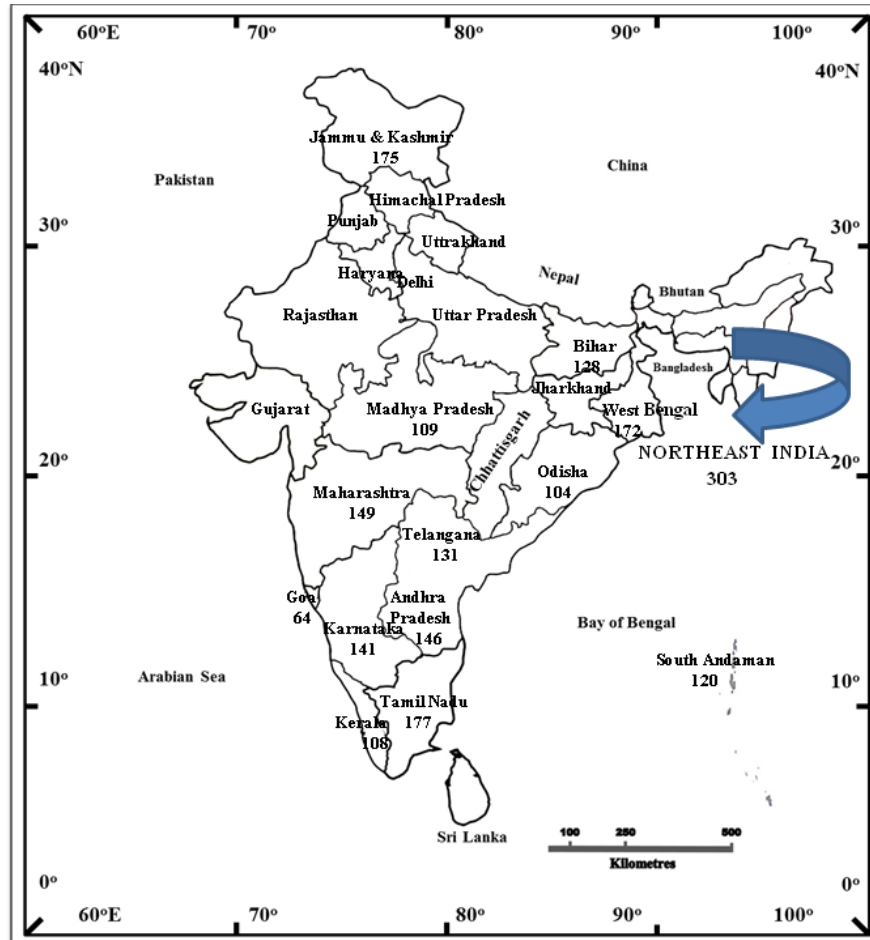 60°E 70° 80° 90° 100°
40°N 40°N
Jammu & Kashmir
175
China
Pakistan
Himachal Pradesh
Punjab
30° 30°
Uttrakhand
Haryana
Delhi
Nepal
Bhutan
Rajasthan
Uttar Pradesh
Bihar
128
Bangladesh
Jharkhand
Gujarat
Madhya Pradesh
109
West Bengal
172
Chhattisgarh
NORTHEAST INDIA
303
20° 20°
Odisha
104
Maharashtra
149
Telangana
131
Goa
64
Andhra
Pradesh
146
Karnataka
141
Bay of Bengal
South Andaman
120
Arabian Sea
10° 10°
Tamil Nadu
177
Kerala
108
Sri Lanka
100 250 500
Kilometres
0° 0°
60°E 70° 80° 90° 100°